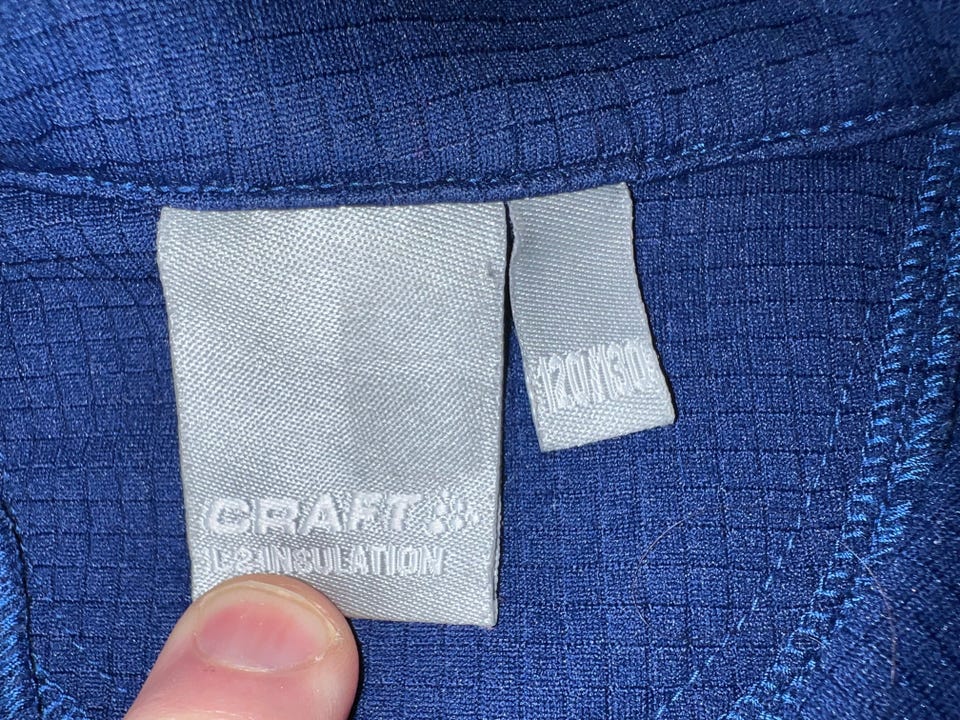 CRAFT
L2 INSULATION
120/130